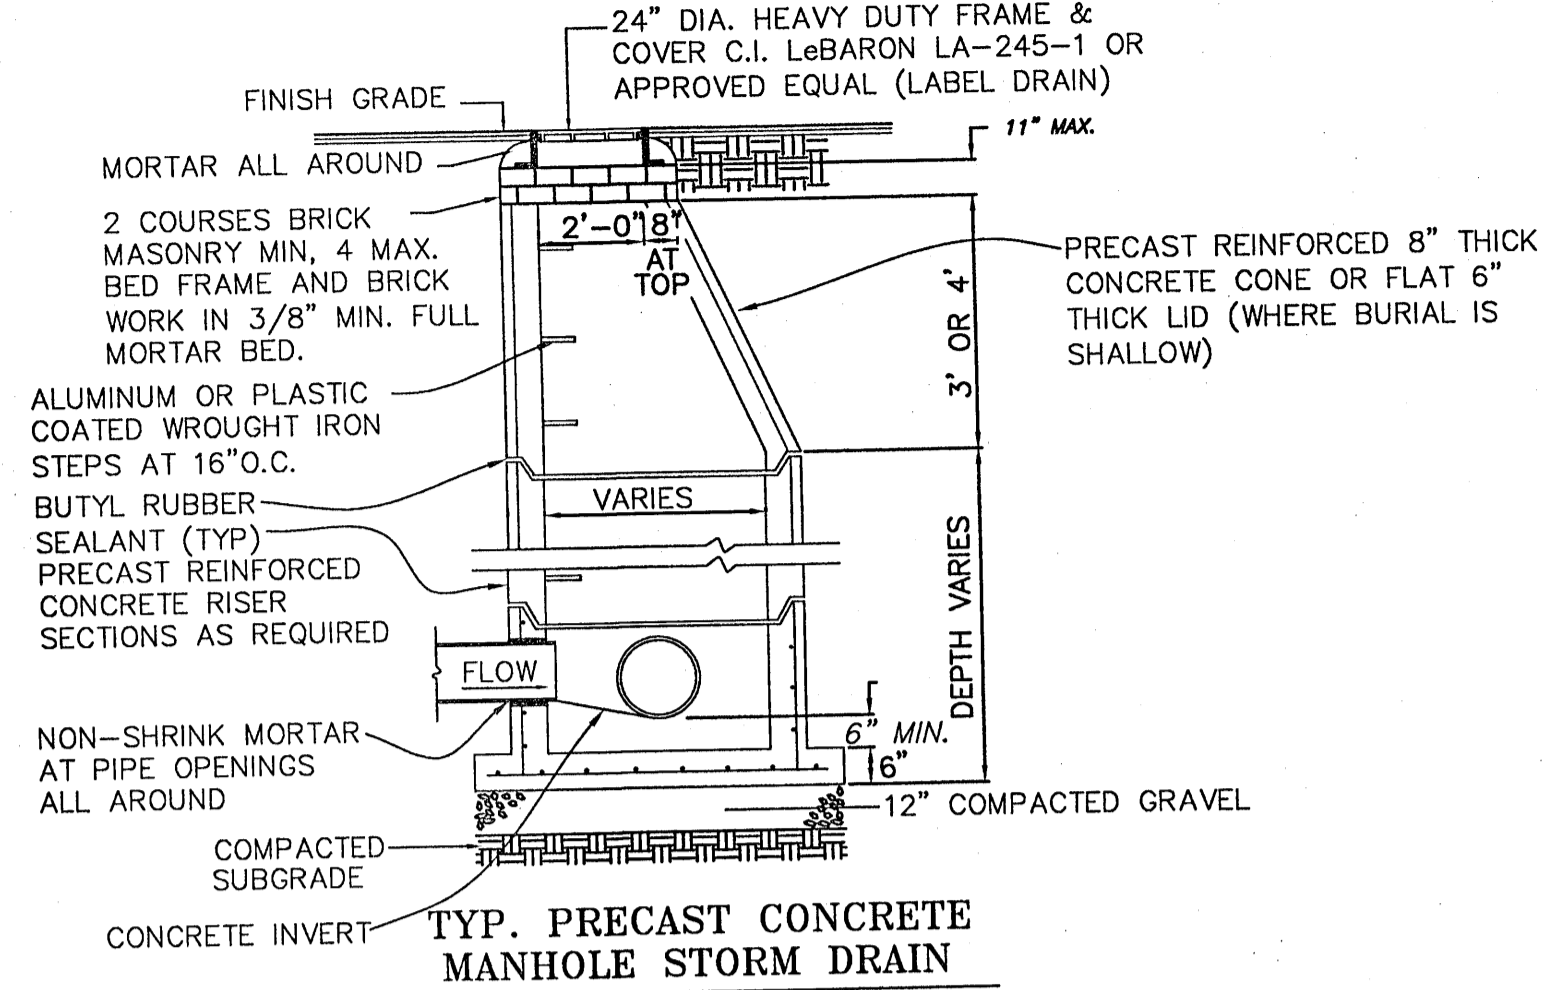 24" DIA. HEAVY DUTY FRAME &
COVER C.I. LeBARON LA-245-1 OR
APPROVED EQUAL (LABEL DRAIN)
FINISH GRADE
11" MAX.
MORTAR ALL AROUND
2 COURSES BRICK
MASONRY MIN, 4 MAX.
BED FRAME AND BRICK
WORK IN 3/8" MIN. FULL
MORTAR BED.
2'-0"
8"
AT
TOP
PRECAST REINFORCED 8" THICK
CONCRETE CONE OR FLAT 6"
THICK LID (WHERE BURIAL IS
SHALLOW)
3' OR 4'
ALUMINUM OR PLASTIC
COATED WROUGHT IRON
STEPS AT 16"O.C.
BUTYL RUBBER
SEALANT (TYP)
VARIES
PRECAST REINFORCED
CONCRETE RISER
SECTIONS AS REQUIRED
DEPTH VARIES
FLOW
NON-SHRINK MORTAR
AT PIPE OPENINGS
ALL AROUND
6" MIN.
6"
12" COMPACTED GRAVEL
COMPACTED
SUBGRADE
CONCRETE INVERT
TYP. PRECAST CONCRETE
MANHOLE STORM DRAIN